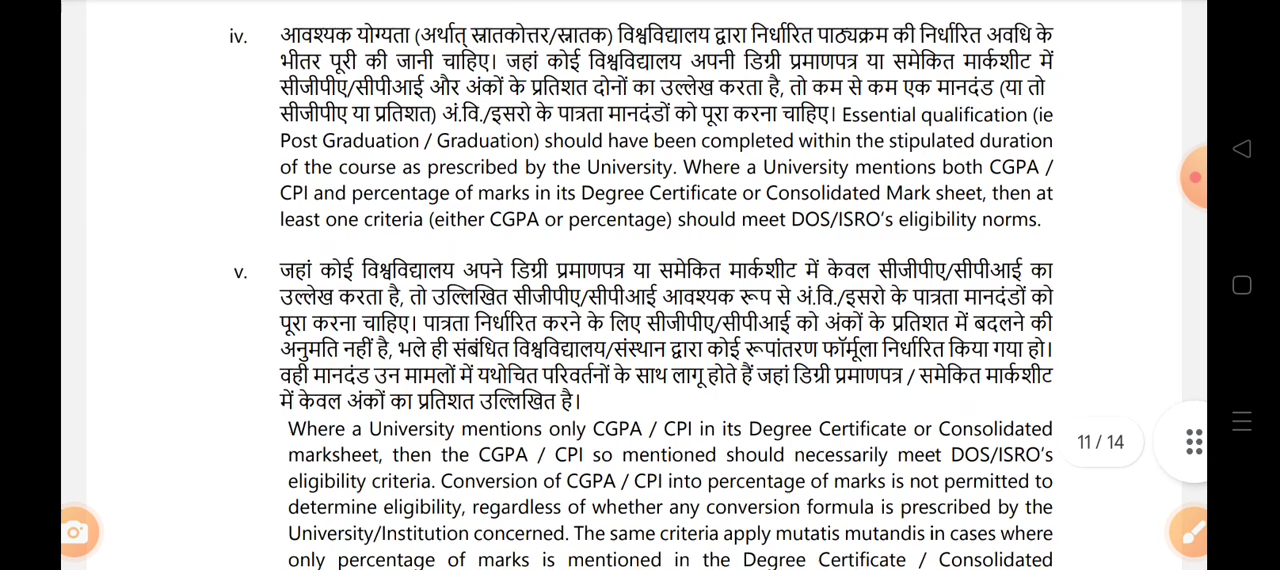 iv. आवश्यक योग्यता (अर्थात् स्नातकोत्तर/स्नातक) विश्वविद्यालय द्वारा निर्धारित पाठ्यक्रम की निर्धारित अवधि के
भीतर पूरी की जानी चाहिए। जहां कोई विश्वविद्यालय अपनी डिग्री प्रमाणपत्र या समेकित मार्कशीट में
सीजीपीए/सीपीआई और अंकों के प्रतिशत दोनों का उल्लेख करता है, तो कम से कम एक मानदंड (या तो
सीजीपीए या प्रतिशत) अं.वि./इसरो के पात्रता मानदंडों को पूरा करना चाहिए। Essential qualification (ie
Post Graduation / Graduation) should have been completed within the stipulated duration
of the course as prescribed by the University. Where a University mentions both CGPA /
CPI and percentage of marks in its Degree Certificate or Consolidated Mark sheet, then at
least one criteria (either CGPA or percentage) should meet DOS/ISRO's eligibility norms.
v. जहां कोई विश्वविद्यालय अपने डिग्री प्रमाणपत्र या समेकित मार्कशीट में केवल सीजीपीए/सीपीआई का
उल्लेख करता है, तो उल्लिखित सीजीपीए/सीपीआई आवश्यक रूप से अं.वि./इसरो के पात्रता मानदंडों को
पूरा करना चाहिए। पात्रता निर्धारित करने के लिए सीजीपीए/सीपीआई को अंकों के प्रतिशत में बदलने की
अनुमति नहीं है, भले ही संबंधित विश्वविद्यालय/संस्थान द्वारा कोई रूपांतरण फॉर्मूला निर्धारित किया गया हो।
वही मानदंड उन मामलों में यथोचित परिवर्तनों के साथ लागू होते हैं जहां डिग्री प्रमाणपत्र / समेकित मार्कशीट
में केवल अंकों का प्रतिशत उल्लिखित है।
Where a University mentions only CGPA / CPI in its Degree Certificate or Consolidated
marksheet, then the CGPA / CPI so mentioned should necessarily meet DOS/ISRO's
eligibility criteria. Conversion of CGPA / CPI into percentage of marks is not permitted to
determine eligibility, regardless of whether any conversion formula is prescribed by the
University/Institution concerned. The same criteria apply mutatis mutandis in cases where
only percentage of marks is mentioned in the Degree Certificate / Consolidated
11 / 14